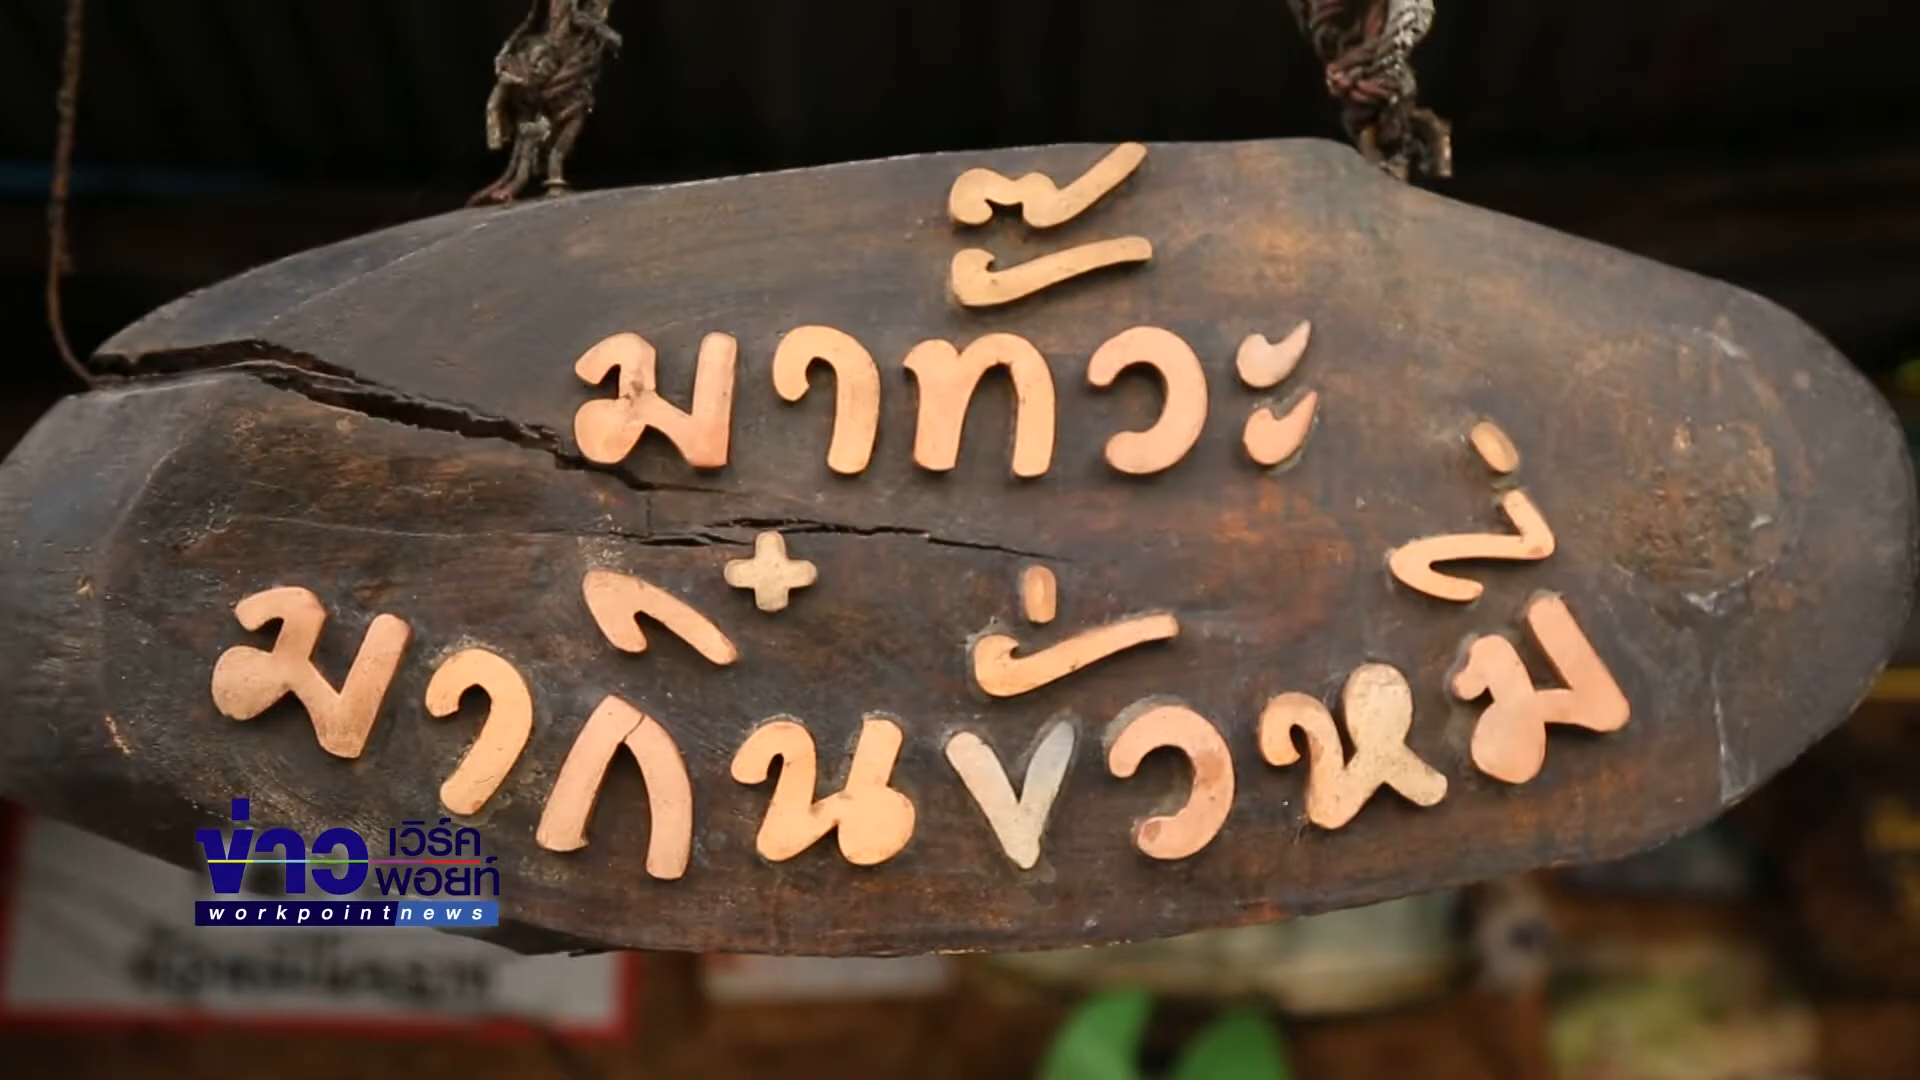 มาทั๊วะ
มากิ๋นขั่วหมี่
ข่าว เวิร์คพอยท์
workpointnews